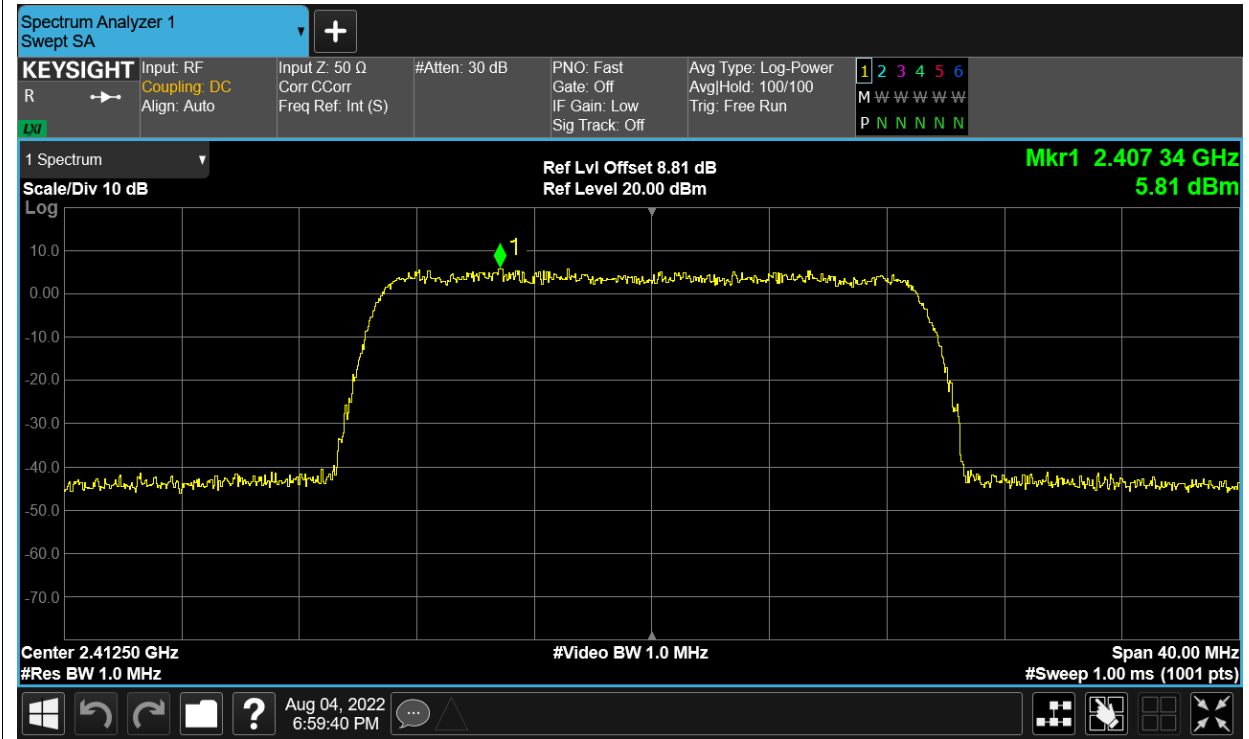 Spectrum Analyzer 1
Swept SA
+
KEYSIGHT
R
LXI
Input: RF
Coupling: DC
Align: Auto
Input Z: 50 Ω
Corr CCorr
Freq Ref: Int (S)
#Atten: 30 dB
PNO: Fast
Gate: Off
IF Gain: Low
Sig Track: Off
Avg Type: Log-Power
Avg|Hold: 100/100
Trig: Free Run
1 2 3 4 5 6
M W W W W W
P N N N N N
1 Spectrum
Scale/Div 10 dB
Ref Lvl Offset 8.81 dB
Ref Level 20.00 dBm
Mkr1 2.407 34 GHz
5.81 dBm
Log
1
10.0
0.00
-10.0
-20.0
-30.0
-40.0
-50.0
-60.0
-70.0
Center 2.41250 GHz
#Res BW 1.0 MHz
#Video BW 1.0 MHz
Span 40.00 MHz
#Sweep 1.00 ms (1001 pts)
?
Aug 04, 2022
6:59:40 PM